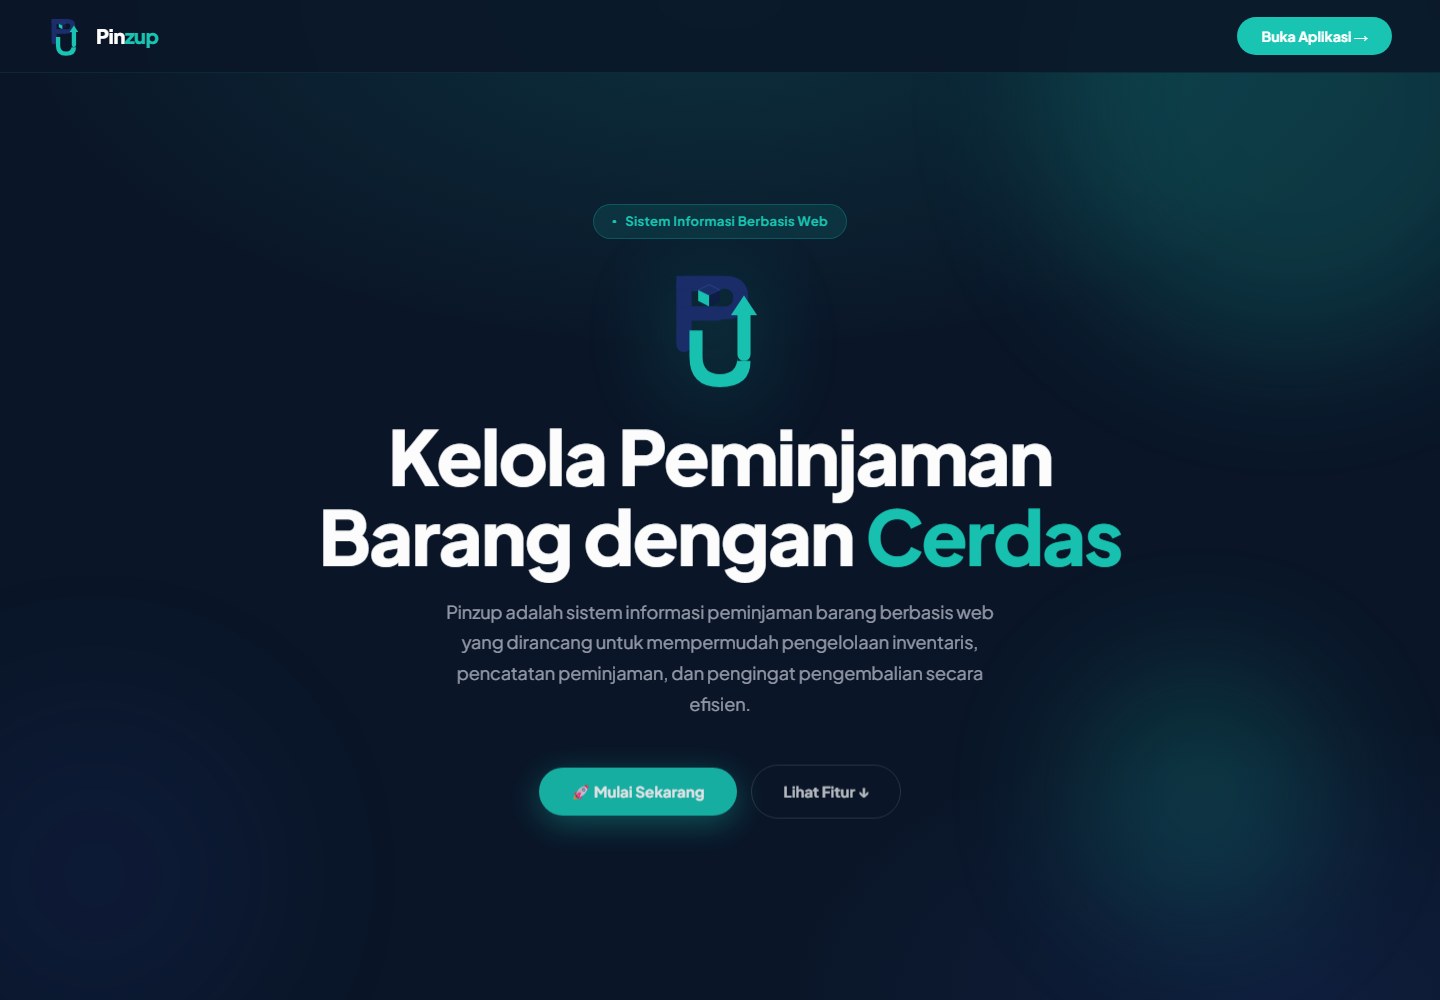 Pinzup
Buka Aplikasi →
• Sistem Informasi Berbasis Web
Kelola Peminjaman
Barang dengan Cerdas
Pinzup adalah sistem informasi peminjaman barang berbasis web
yang dirancang untuk mempermudah pengelolaan inventaris,
pencatatan peminjaman, dan pengingat pengembalian secara
efisien.
🚀 Mulai Sekarang
Lihat Fitur ↓